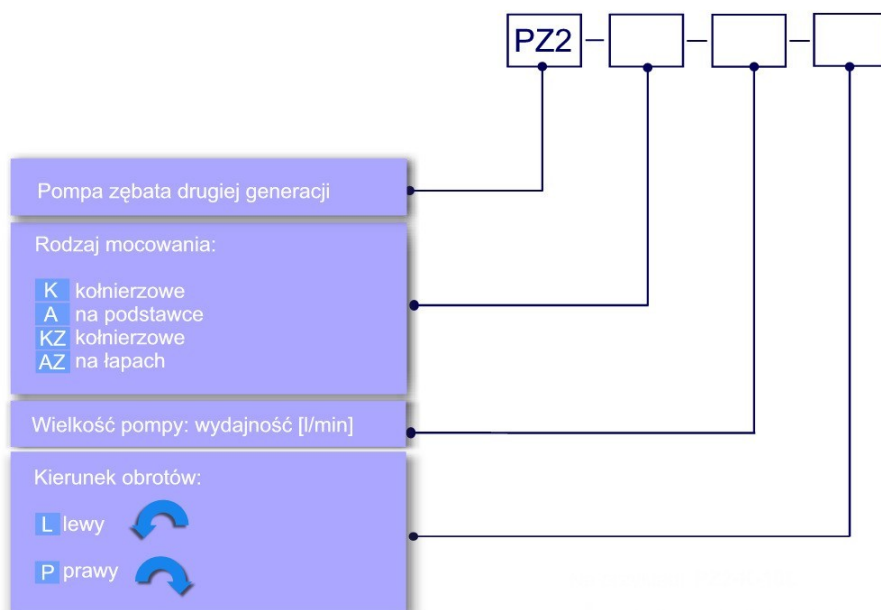 PZ2 – – –
Pompa zębata drugiej generacji
Rodzaj mocowania:
K kołnierzowe
A na podstawce
KZ kołnierzowe
AZ na łapach
Wielkość pompy: wydajność [l/min]
Kierunek obrotów:
L lewy
P prawy